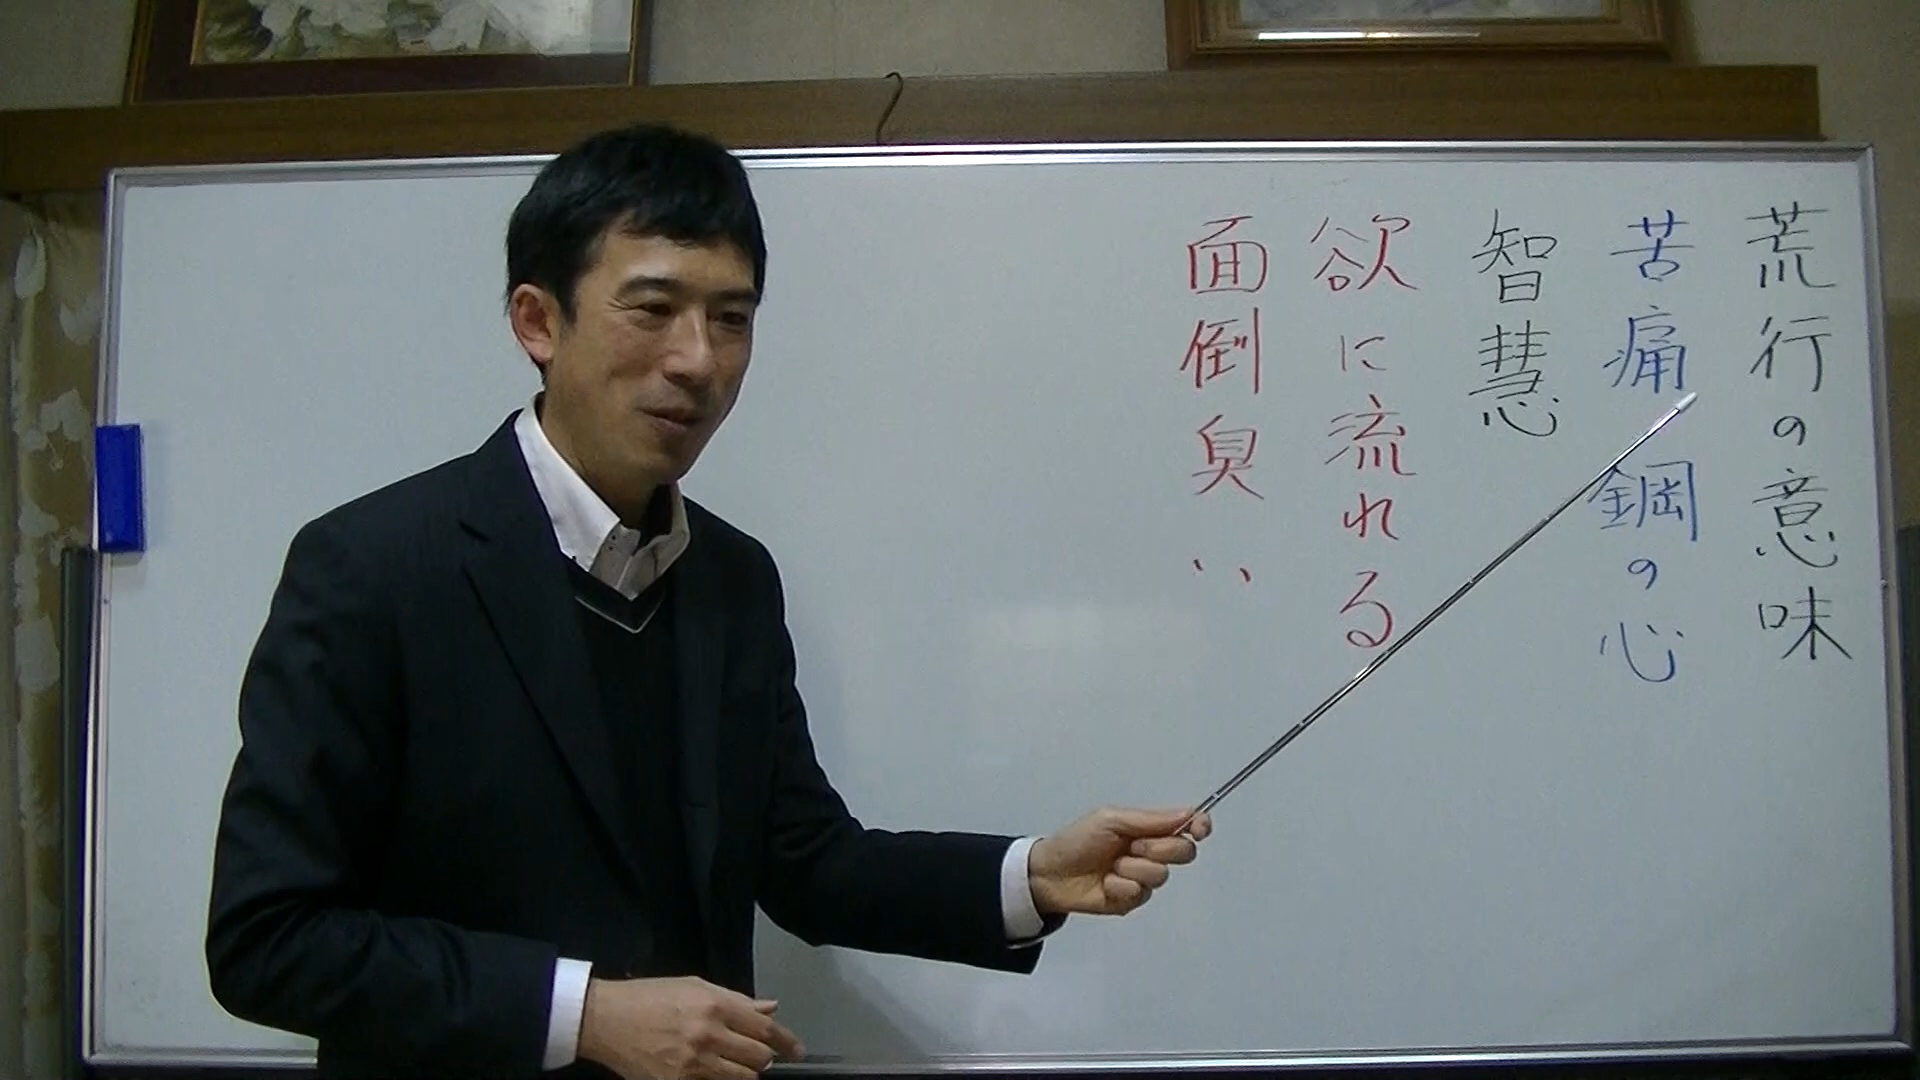 荒行の意味
苦痛 鋼の心
智慧
欲に流れる
面倒臭い